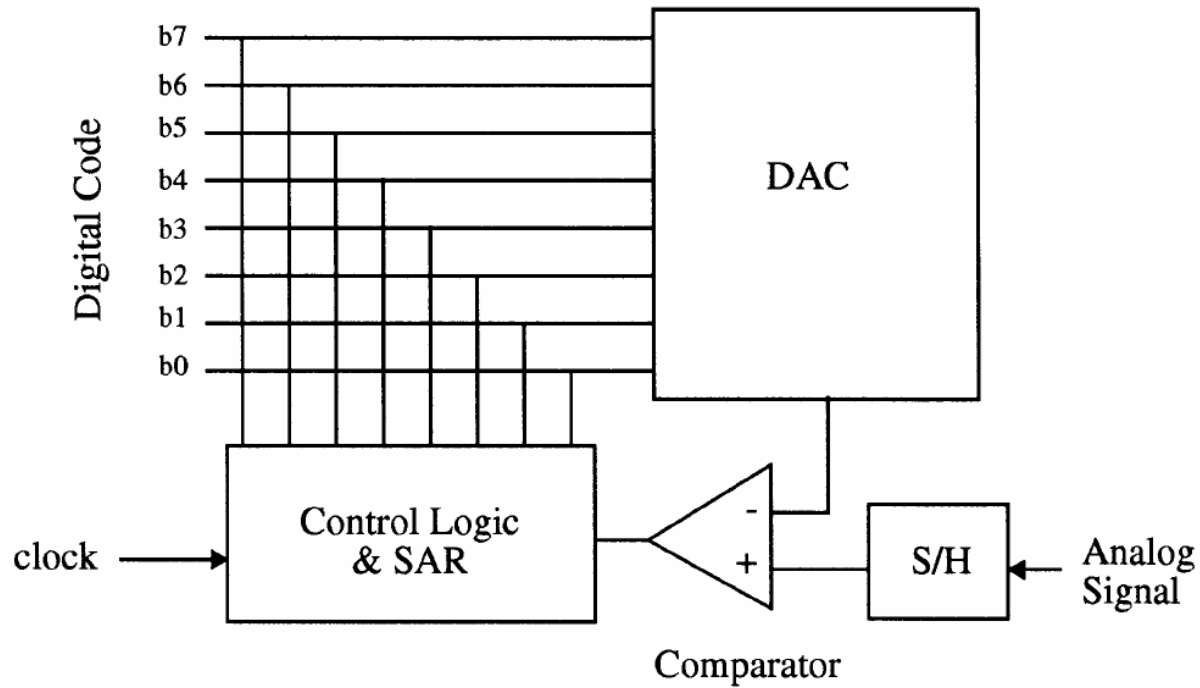 b7
b6
b5
b4
b3
b2
b1
b0
Digital Code
DAC
Control Logic
& SAR
clock
-
+
S/H
Analog
Signal
Comparator